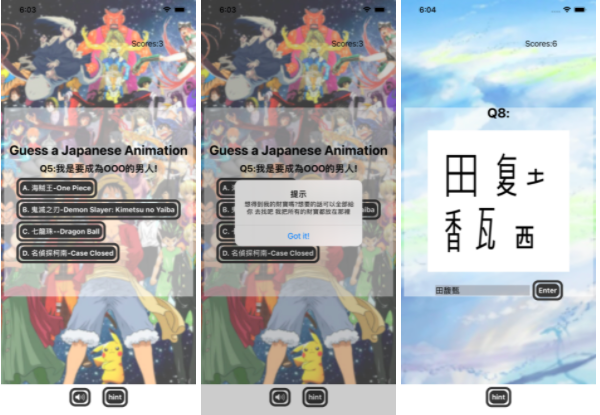 6:03
Scores:3
Guess a Japanese Animation
Q5:我是要成為OOO的男人!
A. 海賊王-One Piece
B. 鬼滅之刃-Demon Slayer: Kimetsu no Yaiba
C. 七龍珠--Dragon Ball
D. 名偵探柯南-Case Closed
hint
6:03
Scores:3
Guess a Japanese Animation
Q5:我是要成為OOO的男人!
提示
想得到我的財寶嗎?想要的話可以全部給
你 去找吧 我把所有的財寶都放在那裡
Got it!
A. 海
B. 鬼
Yaiba
C. 七
D. 名偵探柯南-Case Closed
hint
6:04
Scores:6
Q8:
田 复 土
香 瓦 西
田馥甄
Enter
hint